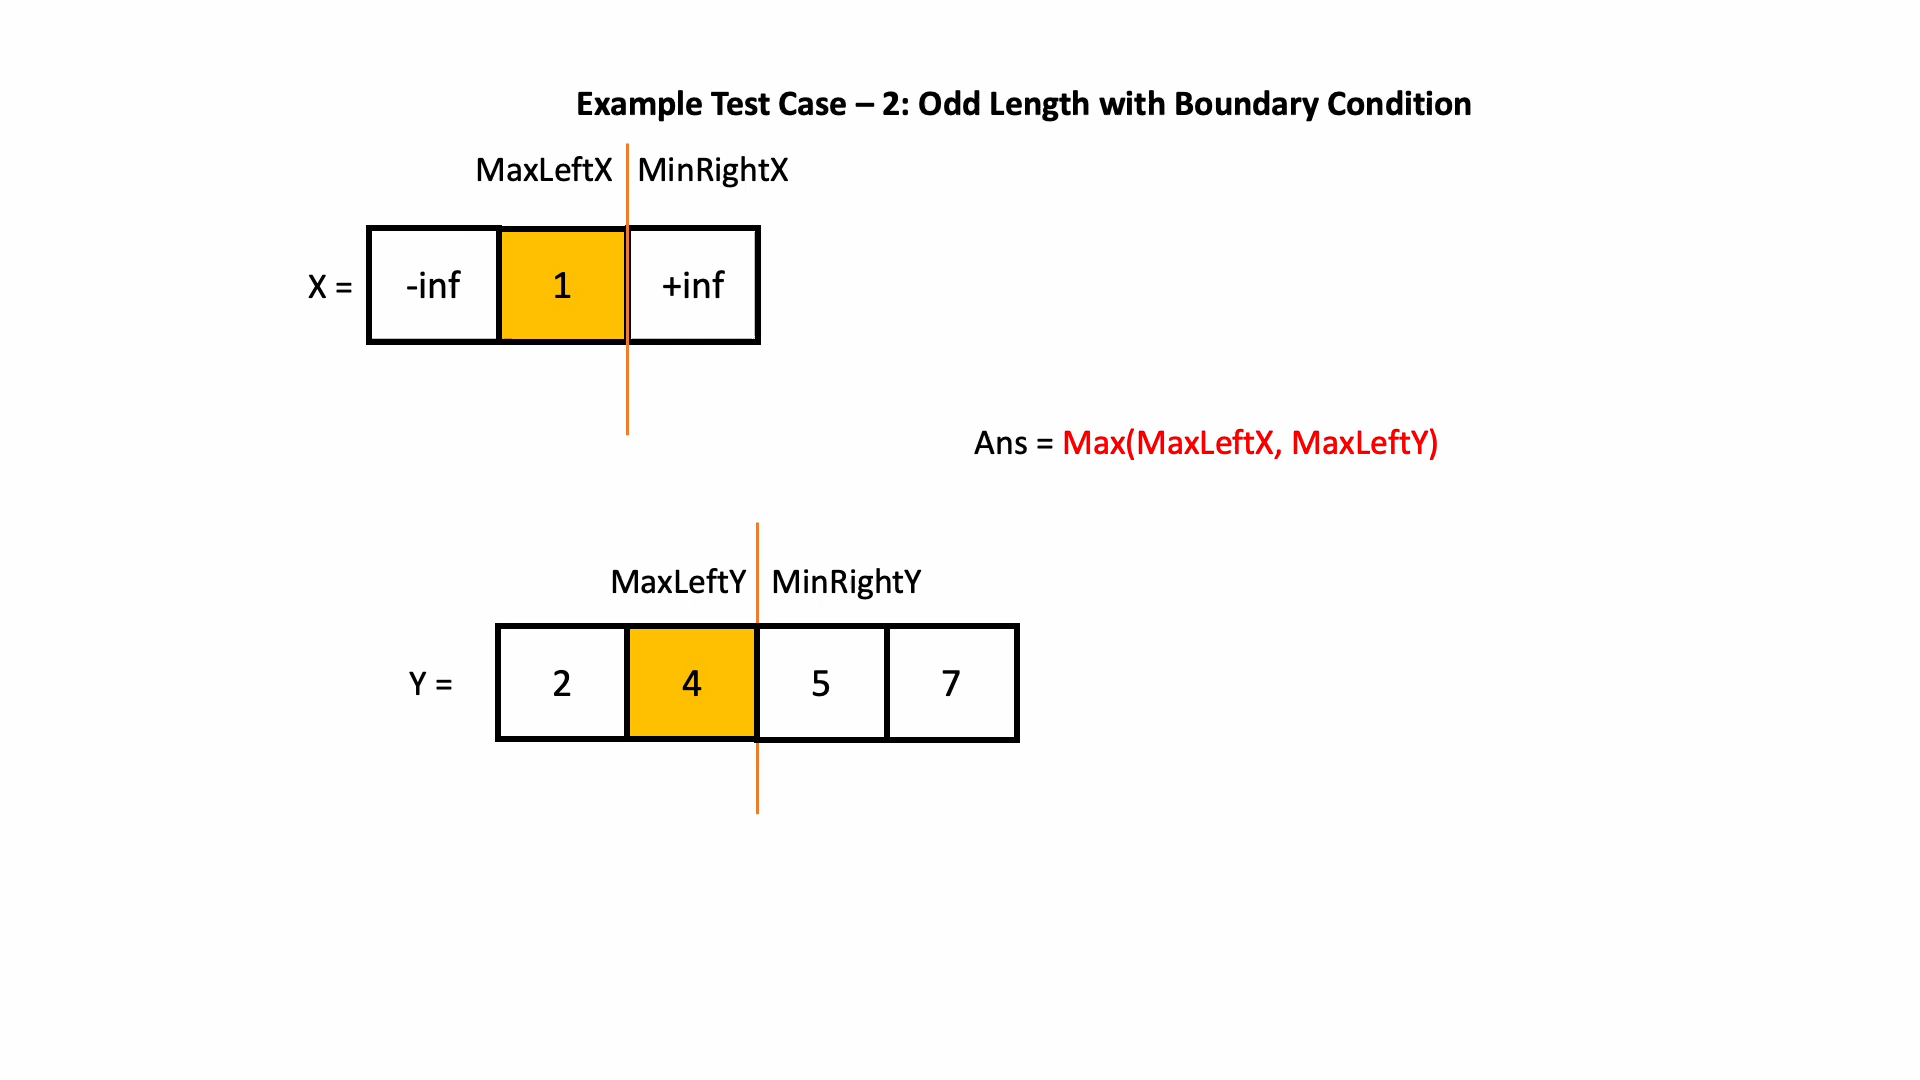 Example Test Case – 2: Odd Length with Boundary Condition
MaxLeftX MinRightX
X = -inf 1 +inf
Ans = Max(MaxLeftX, MaxLeftY)
MaxLeftY MinRightY
Y = 2 4 5 7